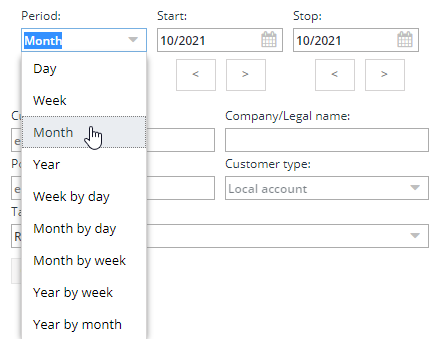 Period: Start: Stop:
Month 10/2021 10/2021
Day
< > < >
Week
Company/Legal name:
Month
Year
Customer type:
Local account
Week by day
Month by day
Month by week
Year by week
Year by month